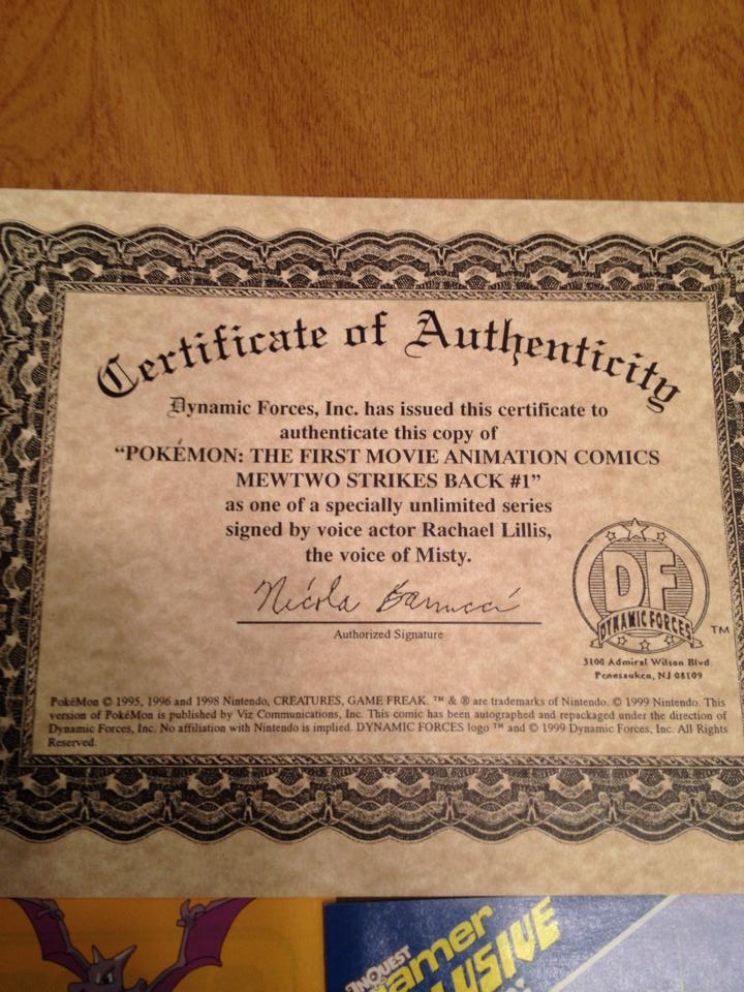 Certificate of Authenticity
Dynamic Forces, Inc. has issued this certificate to
authenticate this copy of
“POKÉMON: THE FIRST MOVIE ANIMATION COMICS
MEWTWO STRIKES BACK #1”
as one of a specially unlimited series
signed by voice actor Rachael Lillis,
the voice of Misty.
Nicola Barrucci
Authorized Signature
DF
DYNAMIC FORCES TM
3100 Admiral Wilson Blvd.
Pennsauken, NJ 08109
PokéMon © 1995, 1996 and 1998 Nintendo, CREATURES, GAME FREAK. ™ & ® are trademarks of Nintendo. © 1999 Nintendo. This
version of PokéMon is published by Viz Communications, Inc. This comic has been autographed and repackaged under the direction of
Dynamic Forces, Inc. No affiliation with Nintendo is implied. DYNAMIC FORCES logo ™ and © 1999 Dynamic Forces, Inc. All Rights
Reserved.
INQUEST
amer
LUSIVE